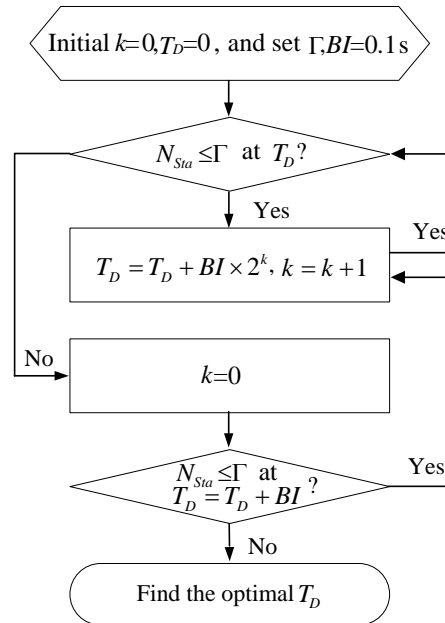 Initial k=0,T_D=0, and set Γ,BI=0.1s
N_Sta ≤Γ at T_D?
Yes
Yes
T_D = T_D + BI × 2^k, k = k +1
No
k=0
N_Sta ≤Γ at
T_D = T_D + BI ?
Yes
No
Find the optimal T_D